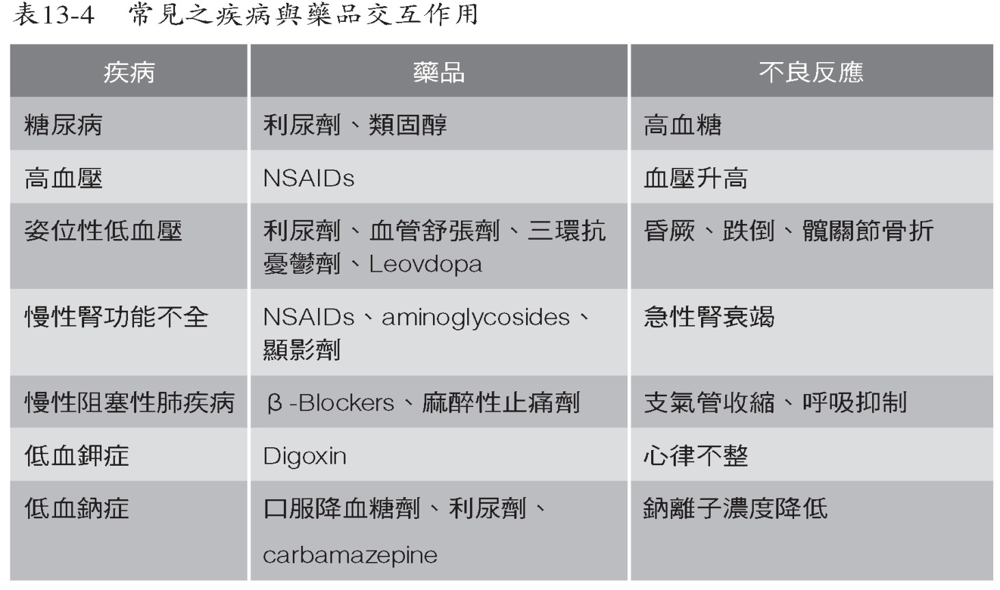 表13-4 常見之疾病與藥品交互作用
疾病 藥品 不良反應
糖尿病 利尿劑、類固醇 高血糖
高血壓 NSAIDs 血壓升高
姿位性低血壓 利尿劑、血管舒張劑、三環抗 昏厥、跌倒、髖關節骨折
憂鬱劑、Leovdopa
慢性腎功能不全 NSAIDs、aminoglycosides、 急性腎衰竭
顯影劑
慢性阻塞性肺疾病 β-Blockers、麻醉性止痛劑 支氣管收縮、呼吸抑制
低血鉀症 Digoxin 心律不整
低血鈉症 口服降血糖劑、利尿劑、 鈉離子濃度降低
carbamazepine